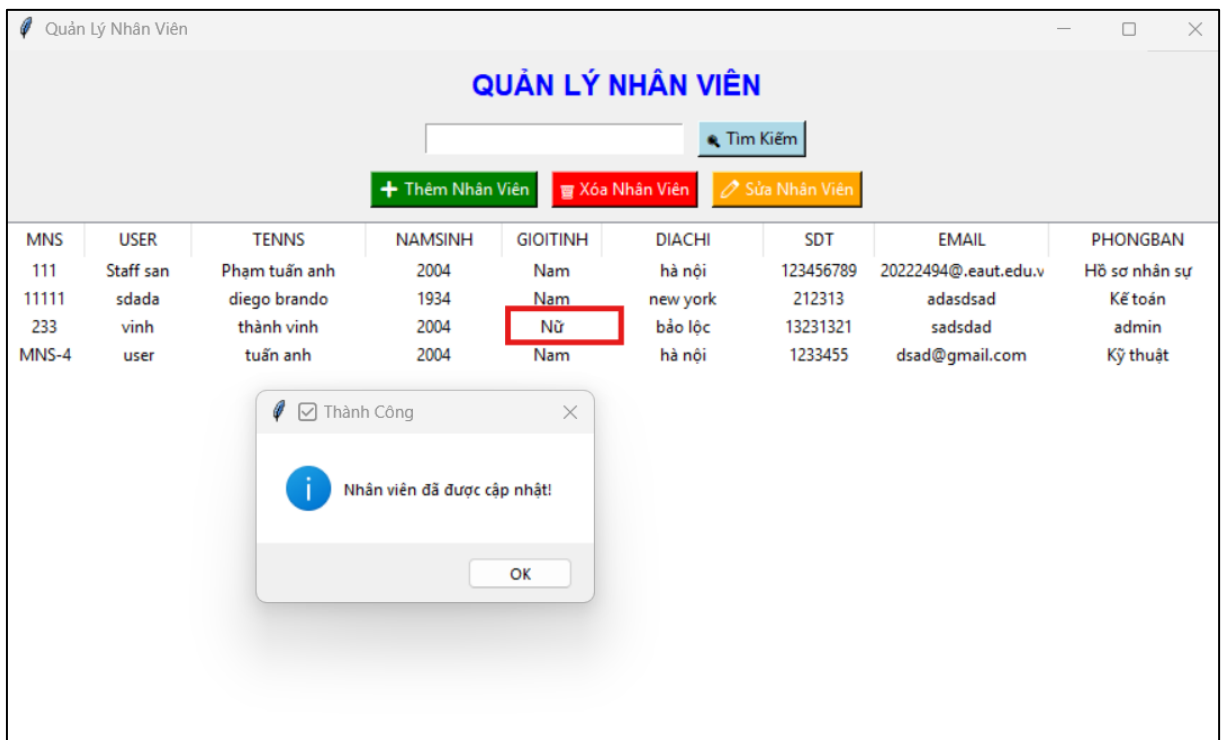 Quản Lý Nhân Viên
QUẢN LÝ NHÂN VIÊN
Tìm Kiếm
Thêm Nhân Viên Xóa Nhân Viên Sửa Nhân Viên
MNS USER TENNS NAMSINH GIOITINH DIACHI SDT EMAIL PHONGBAN
111 Staff san Phạm tuấn anh 2004 Nam hà nội 123456789 20222494@.eaut.edu.v Hồ sơ nhân sự
11111 sdada diego brando 1934 Nam new york 212313 adasdsad Kế toán
233 vinh thành vinh 2004 Nữ bảo lộc 13231321 sadsdad admin
MNS-4 user tuấn anh 2004 Nam hà nội 1233455 dsad@gmail.com Kỹ thuật
Thành Công
Nhân viên đã được cập nhật!
OK